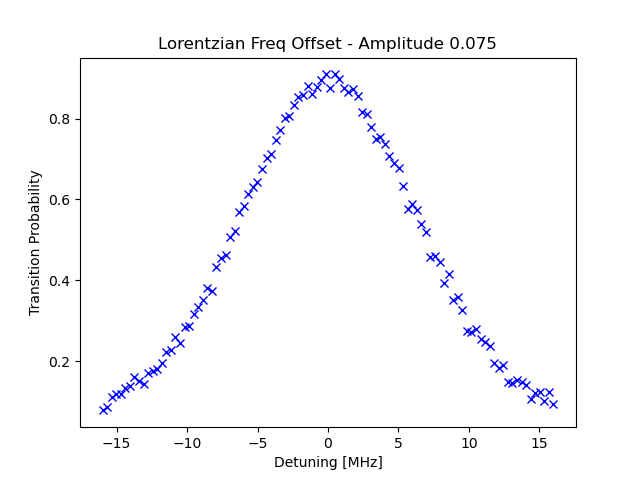 Lorentzian Freq Offset - Amplitude 0.075
0.8
0.6
0.4
0.2
Transition Probability
−15 −10 −5 0 5 10 15
Detuning [MHz]